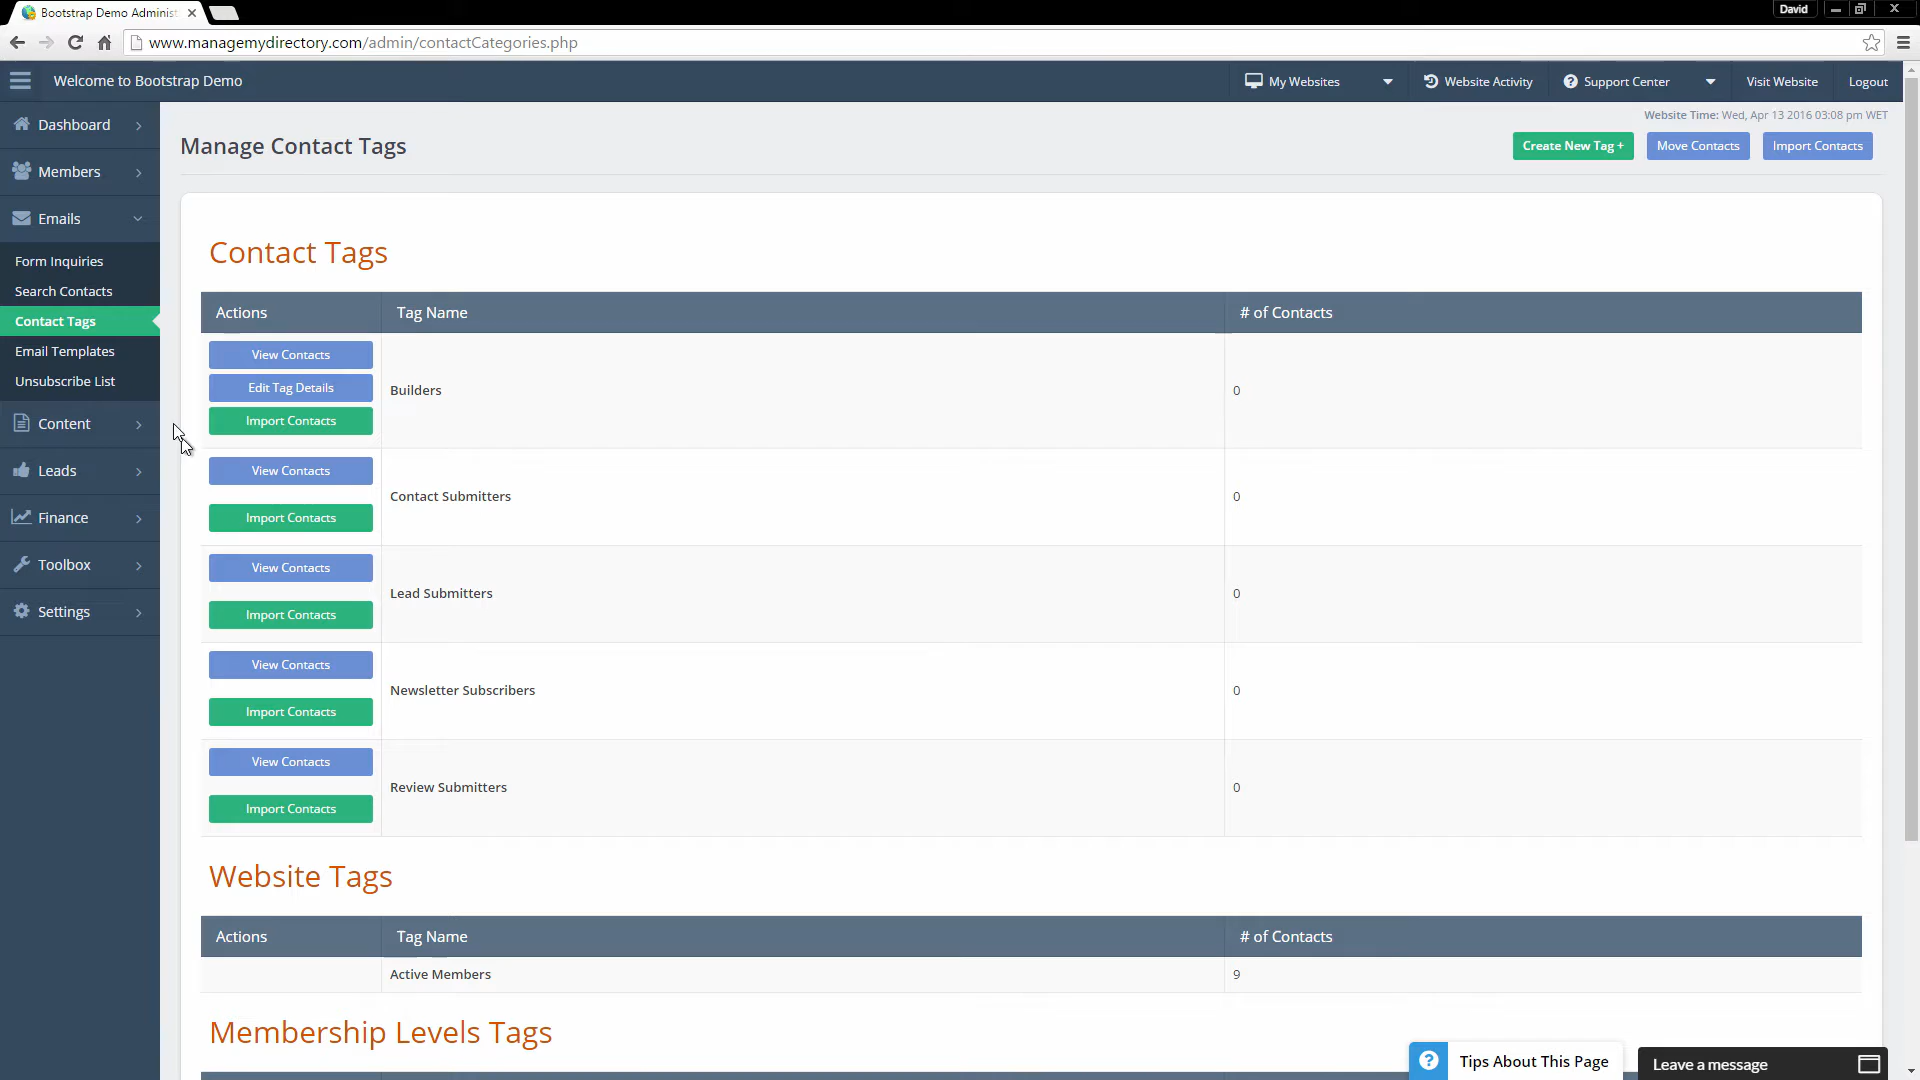 Bootstrap Demo Administ
David
www.managemydirectory.com/admin/contactCategories.php
Welcome to Bootstrap Demo
My Websites
Website Activity
Support Center
Visit Website
Logout
Website Time: Wed, Apr 13 2016 03:08 pm WET
Dashboard
Members
Emails
Form Inquiries
Search Contacts
Contact Tags
Email Templates
Unsubscribe List
Content
Leads
Finance
Toolbox
Settings
Manage Contact Tags
Create New Tag +
Move Contacts
Import Contacts
Contact Tags
Actions Tag Name # of Contacts
View Contacts
Edit Tag Details
Import Contacts
Builders 0
View Contacts
Import Contacts
Contact Submitters 0
View Contacts
Import Contacts
Lead Submitters 0
View Contacts
Import Contacts
Newsletter Subscribers 0
View Contacts
Import Contacts
Review Submitters 0
Website Tags
Actions Tag Name # of Contacts
Active Members 9
Membership Levels Tags
Tips About This Page
Leave a message